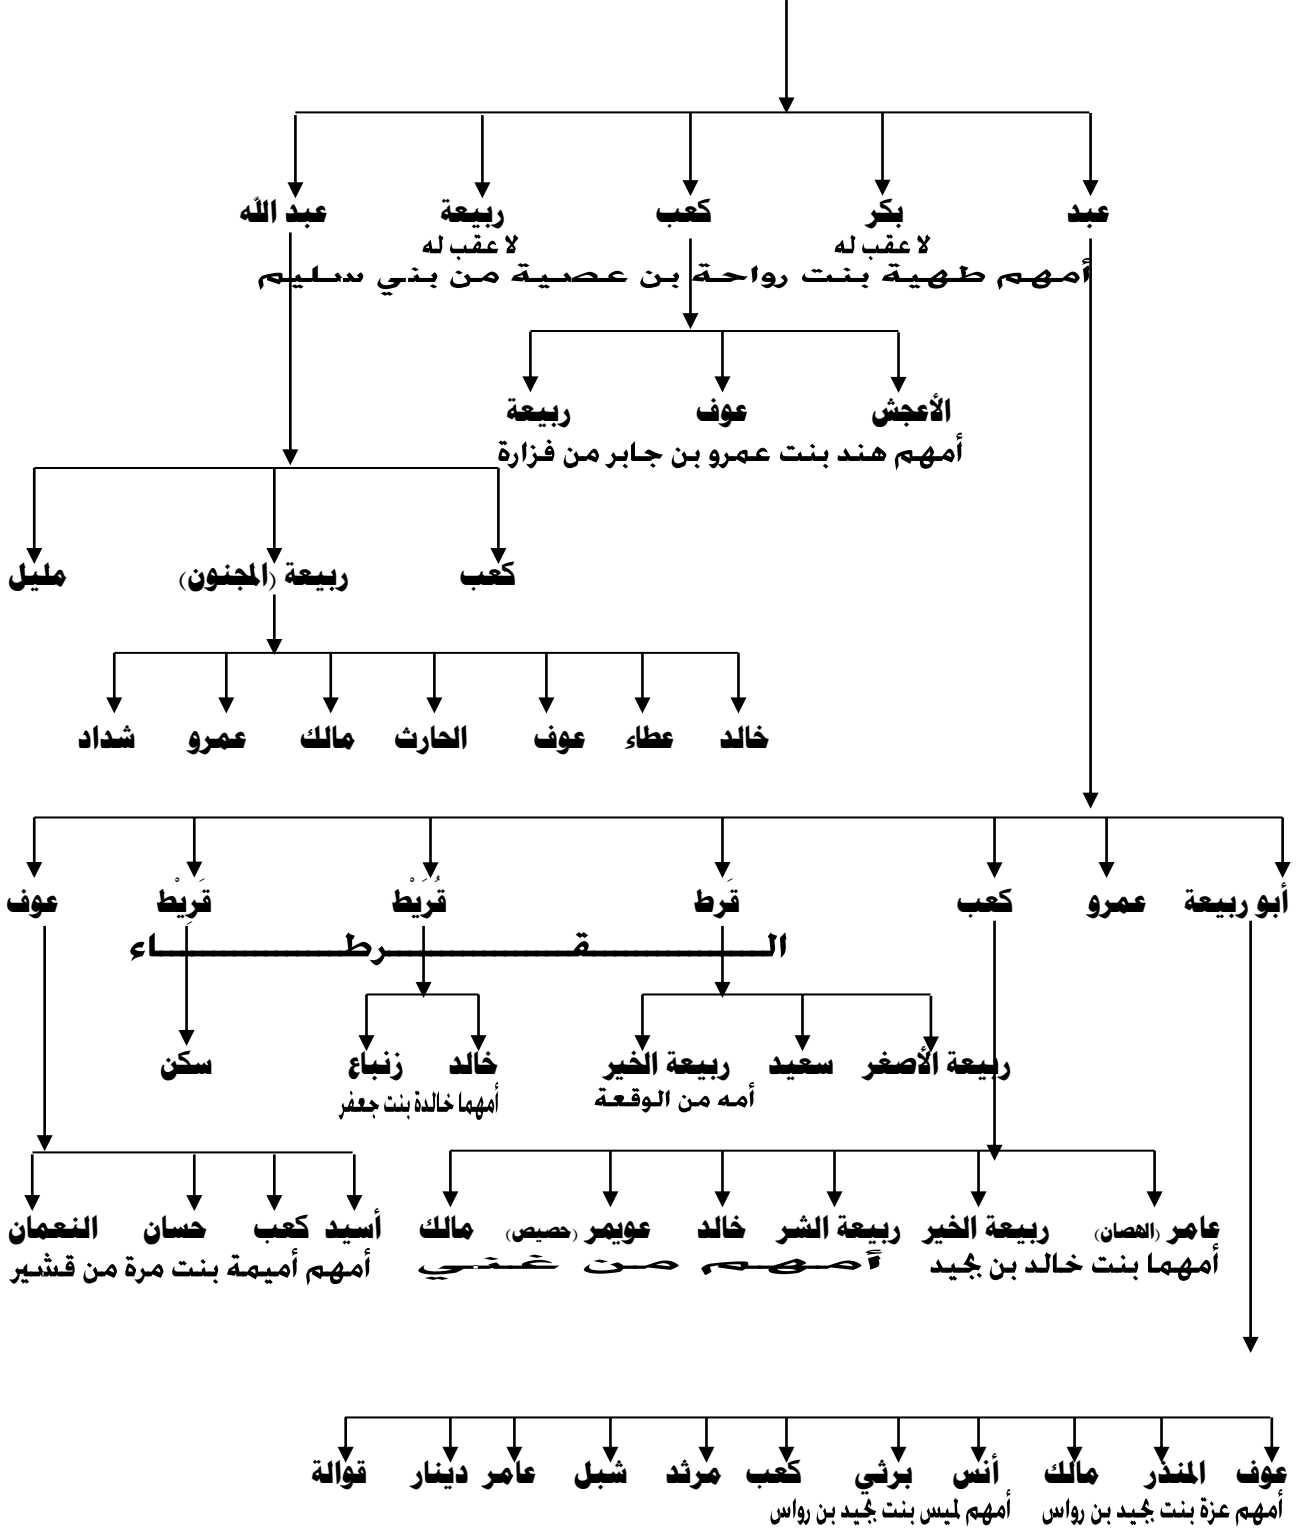 عبد بكر كعب ربيعة عبد الله
لا عقب له لا عقب له
أمهم طهية بنت رواحة بن عصية من بني سليم
الأعجش عوف ربيعة
أمهم هند بنت عمرو بن جابر من فزارة
كعب ربيعة (المجنون) مليل
خالد عطاء عوف الحارث مالك عمرو شداد
أبو ربيعة عمرو كعب قَرط قُرَيْط قَرِيْط عوف
القرطاء
ربيعة الأصغر سعيد ربيعة الخير خالد زنباع سكن
أمه من الوقعة أمهما خالدة بنت جعفر
عامر (الهصان) ربيعة الخير ربيعة الشر خالد عويمر (حصيص) مالك أسيد كعب حسان النعمان
أمهما بنت خالد بن بجيد أمهم من غني أمهم أميمة بنت مرة من قشير
عوف المنذر مالك أنس برثي كعب مرثد شبل عامر دينار قوالة
أمهم عزة بنت بجيد بن رواس أمهم لميس بنت بجيد بن رواس